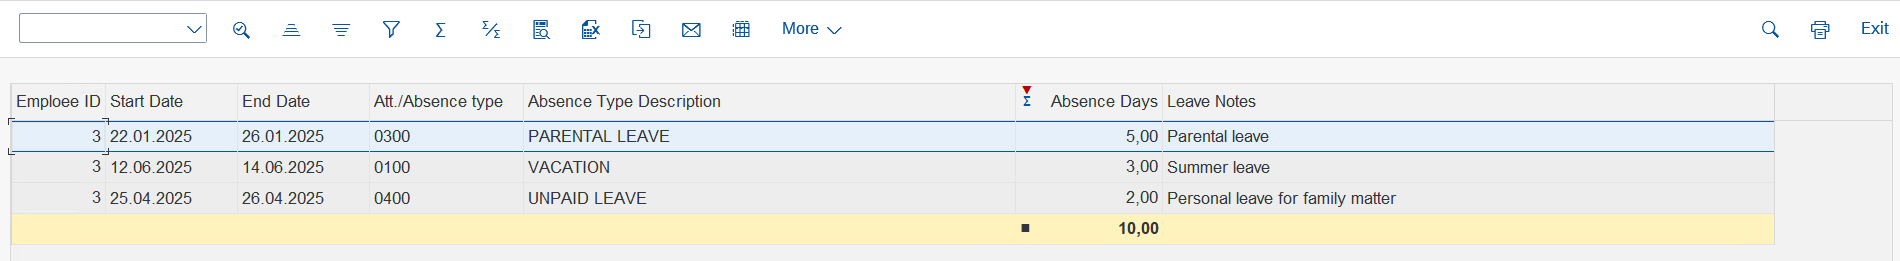 More Exit
Emploee ID Start Date End Date Att./Absence type Absence Type Description Σ Absence Days Leave Notes
3 22.01.2025 26.01.2025 0300 PARENTAL LEAVE 5,00 Parental leave
3 12.06.2025 14.06.2025 0100 VACATION 3,00 Summer leave
3 25.04.2025 26.04.2025 0400 UNPAID LEAVE 2,00 Personal leave for family matter
10,00